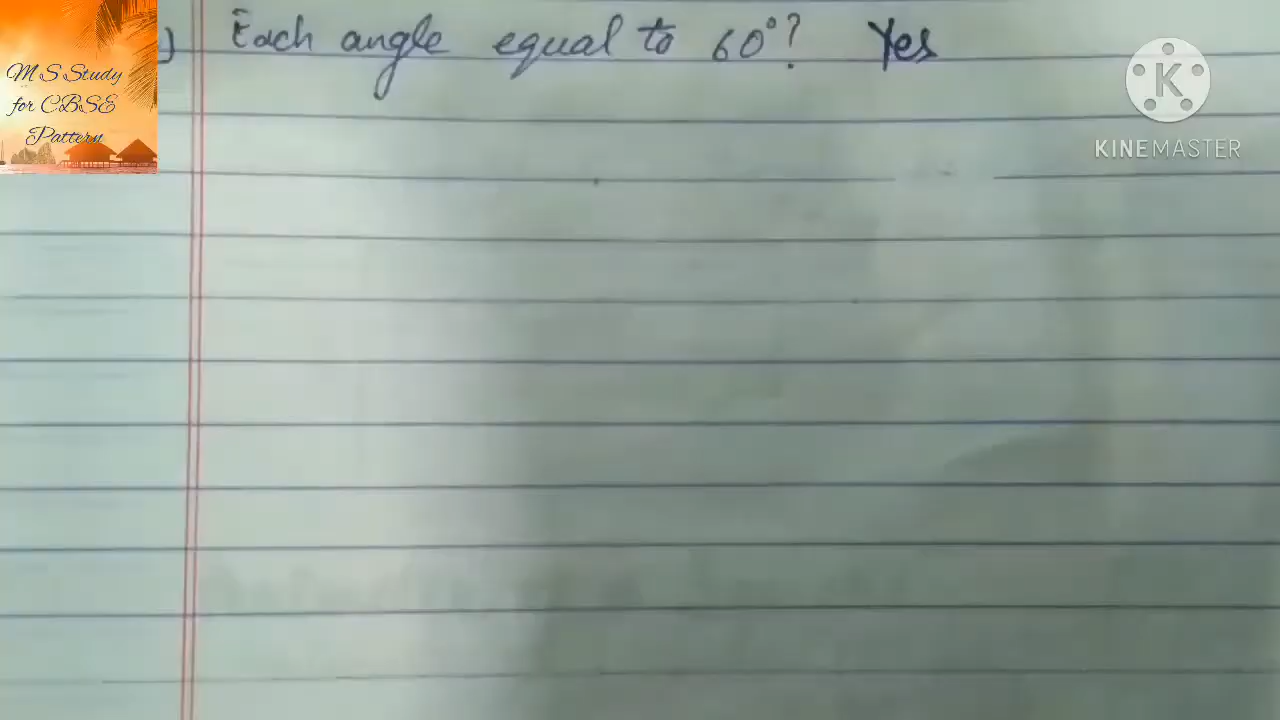 ) Each angle equal to 60°? Yes
M S Study
for CBSE
Pattern
K
KINEMASTER